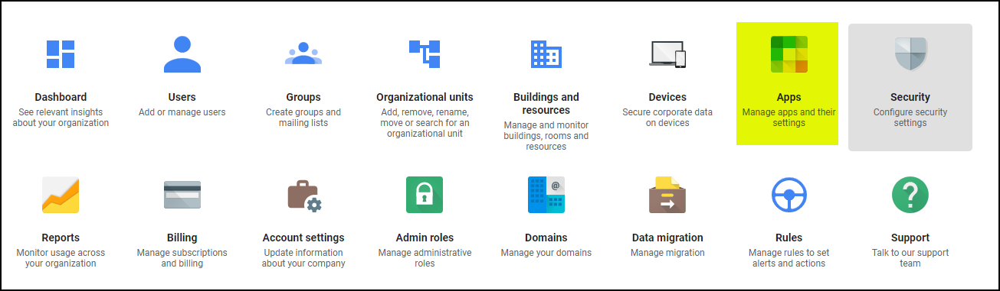 Dashboard
See relevant insights
about your organization
Users
Add or manage users
Groups
Create groups and
mailing lists
Organizational units
Add, remove, rename,
move or search for an
organizational unit
Buildings and
resources
Manage and monitor
buildings, rooms and
resources
Devices
Secure corporate data
on devices
Apps
Manage apps and their
settings
Security
Configure security
settings
Reports
Monitor usage across
your organization
Billing
Manage subscriptions
and billing
Account settings
Update information
about your company
Admin roles
Manage administrative
roles
@
Domains
Manage your domains
Data migration
Manage migration
Rules
Manage rules to set
alerts and actions
?
Support
Talk to our support
team